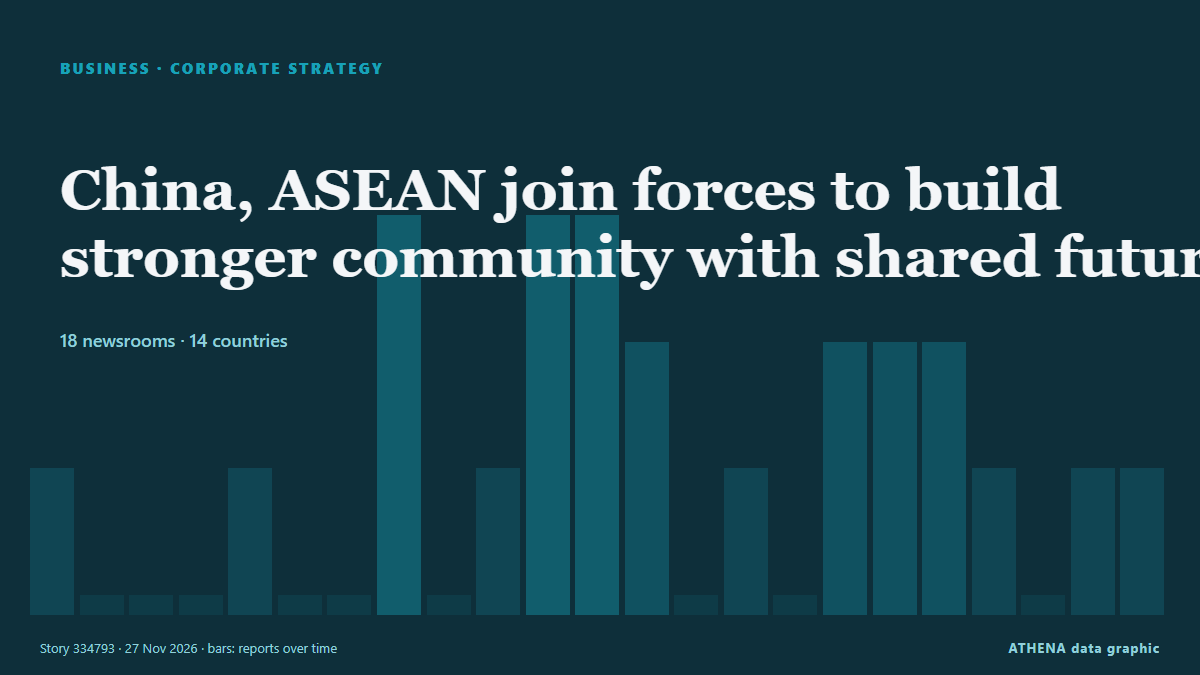 BUSINESS · CORPORATE STRATEGY
China, ASEAN join forces to build
stronger community with shared futur
18 newsrooms · 14 countries
Story 334793 · 27 Nov 2026 · bars: reports over time
ATHENA data graphic